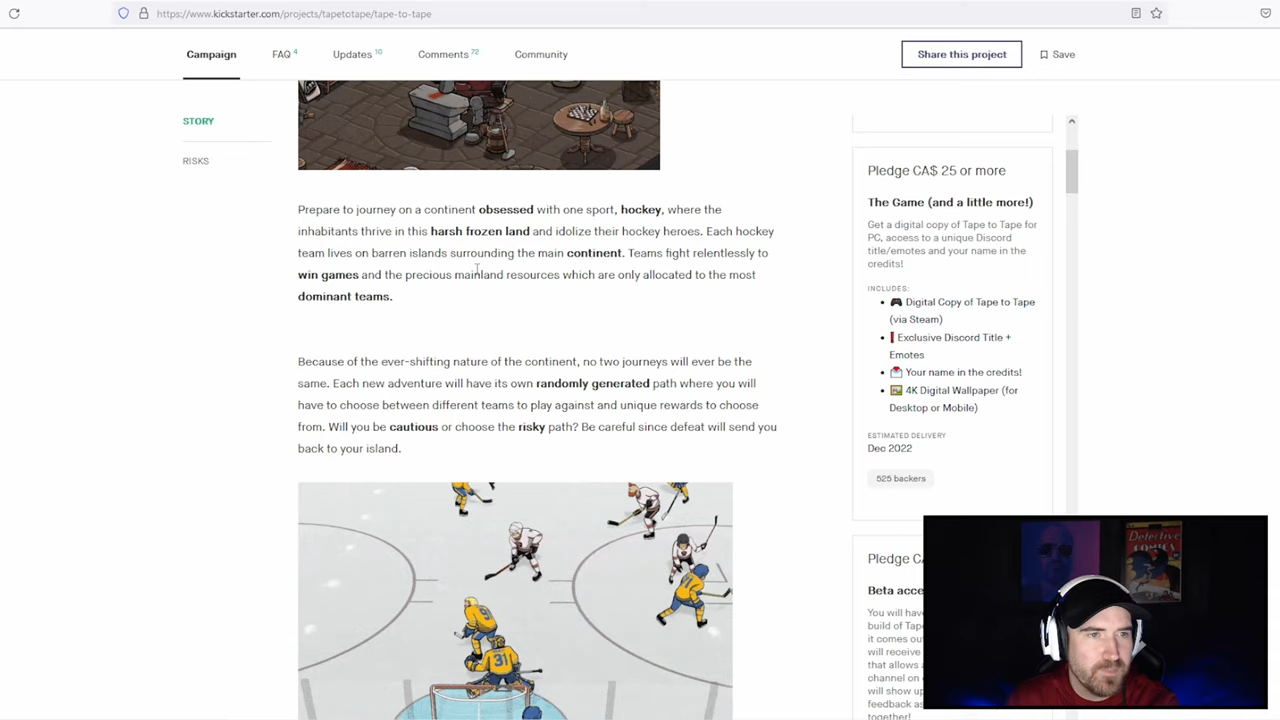 https://www.kickstarter.com/projects/tapetotape/tape-to-tape
Campaign
FAQ 4
Updates 10
Comments 72
Community
Share this project
Save
STORY
RISKS
Prepare to journey on a continent obsessed with one sport, hockey, where the
inhabitants thrive in this harsh frozen land and idolize their hockey heroes. Each hockey
team lives on barren islands surrounding the main continent. Teams fight relentlessly to
win games and the precious mainland resources which are only allocated to the most
dominant teams.
Because of the ever-shifting nature of the continent, no two journeys will ever be the
same. Each new adventure will have its own randomly generated path where you will
have to choose between different teams to play against and unique rewards to choose
from. Will you be cautious or choose the risky path? Be careful since defeat will send you
back to your island.
9
31
Pledge CA$ 25 or more
The Game (and a little more!)
Get a digital copy of Tape to Tape for
PC, access to a unique Discord
title/emotes and your name in the
credits!
INCLUDES:
• 🎮 Digital Copy of Tape to Tape
(via Steam)
• ❗ Exclusive Discord Title +
Emotes
• 📩 Your name in the credits!
• 🖼️ 4K Digital Wallpaper (for
Desktop or Mobile)
ESTIMATED DELIVERY
Dec 2022
525 backers
Pledge CA
Beta acce
You will have
build of Tap
it comes ou
will receive
that allows
channel on
will show u
feedback as
together!
Detective
COMICS